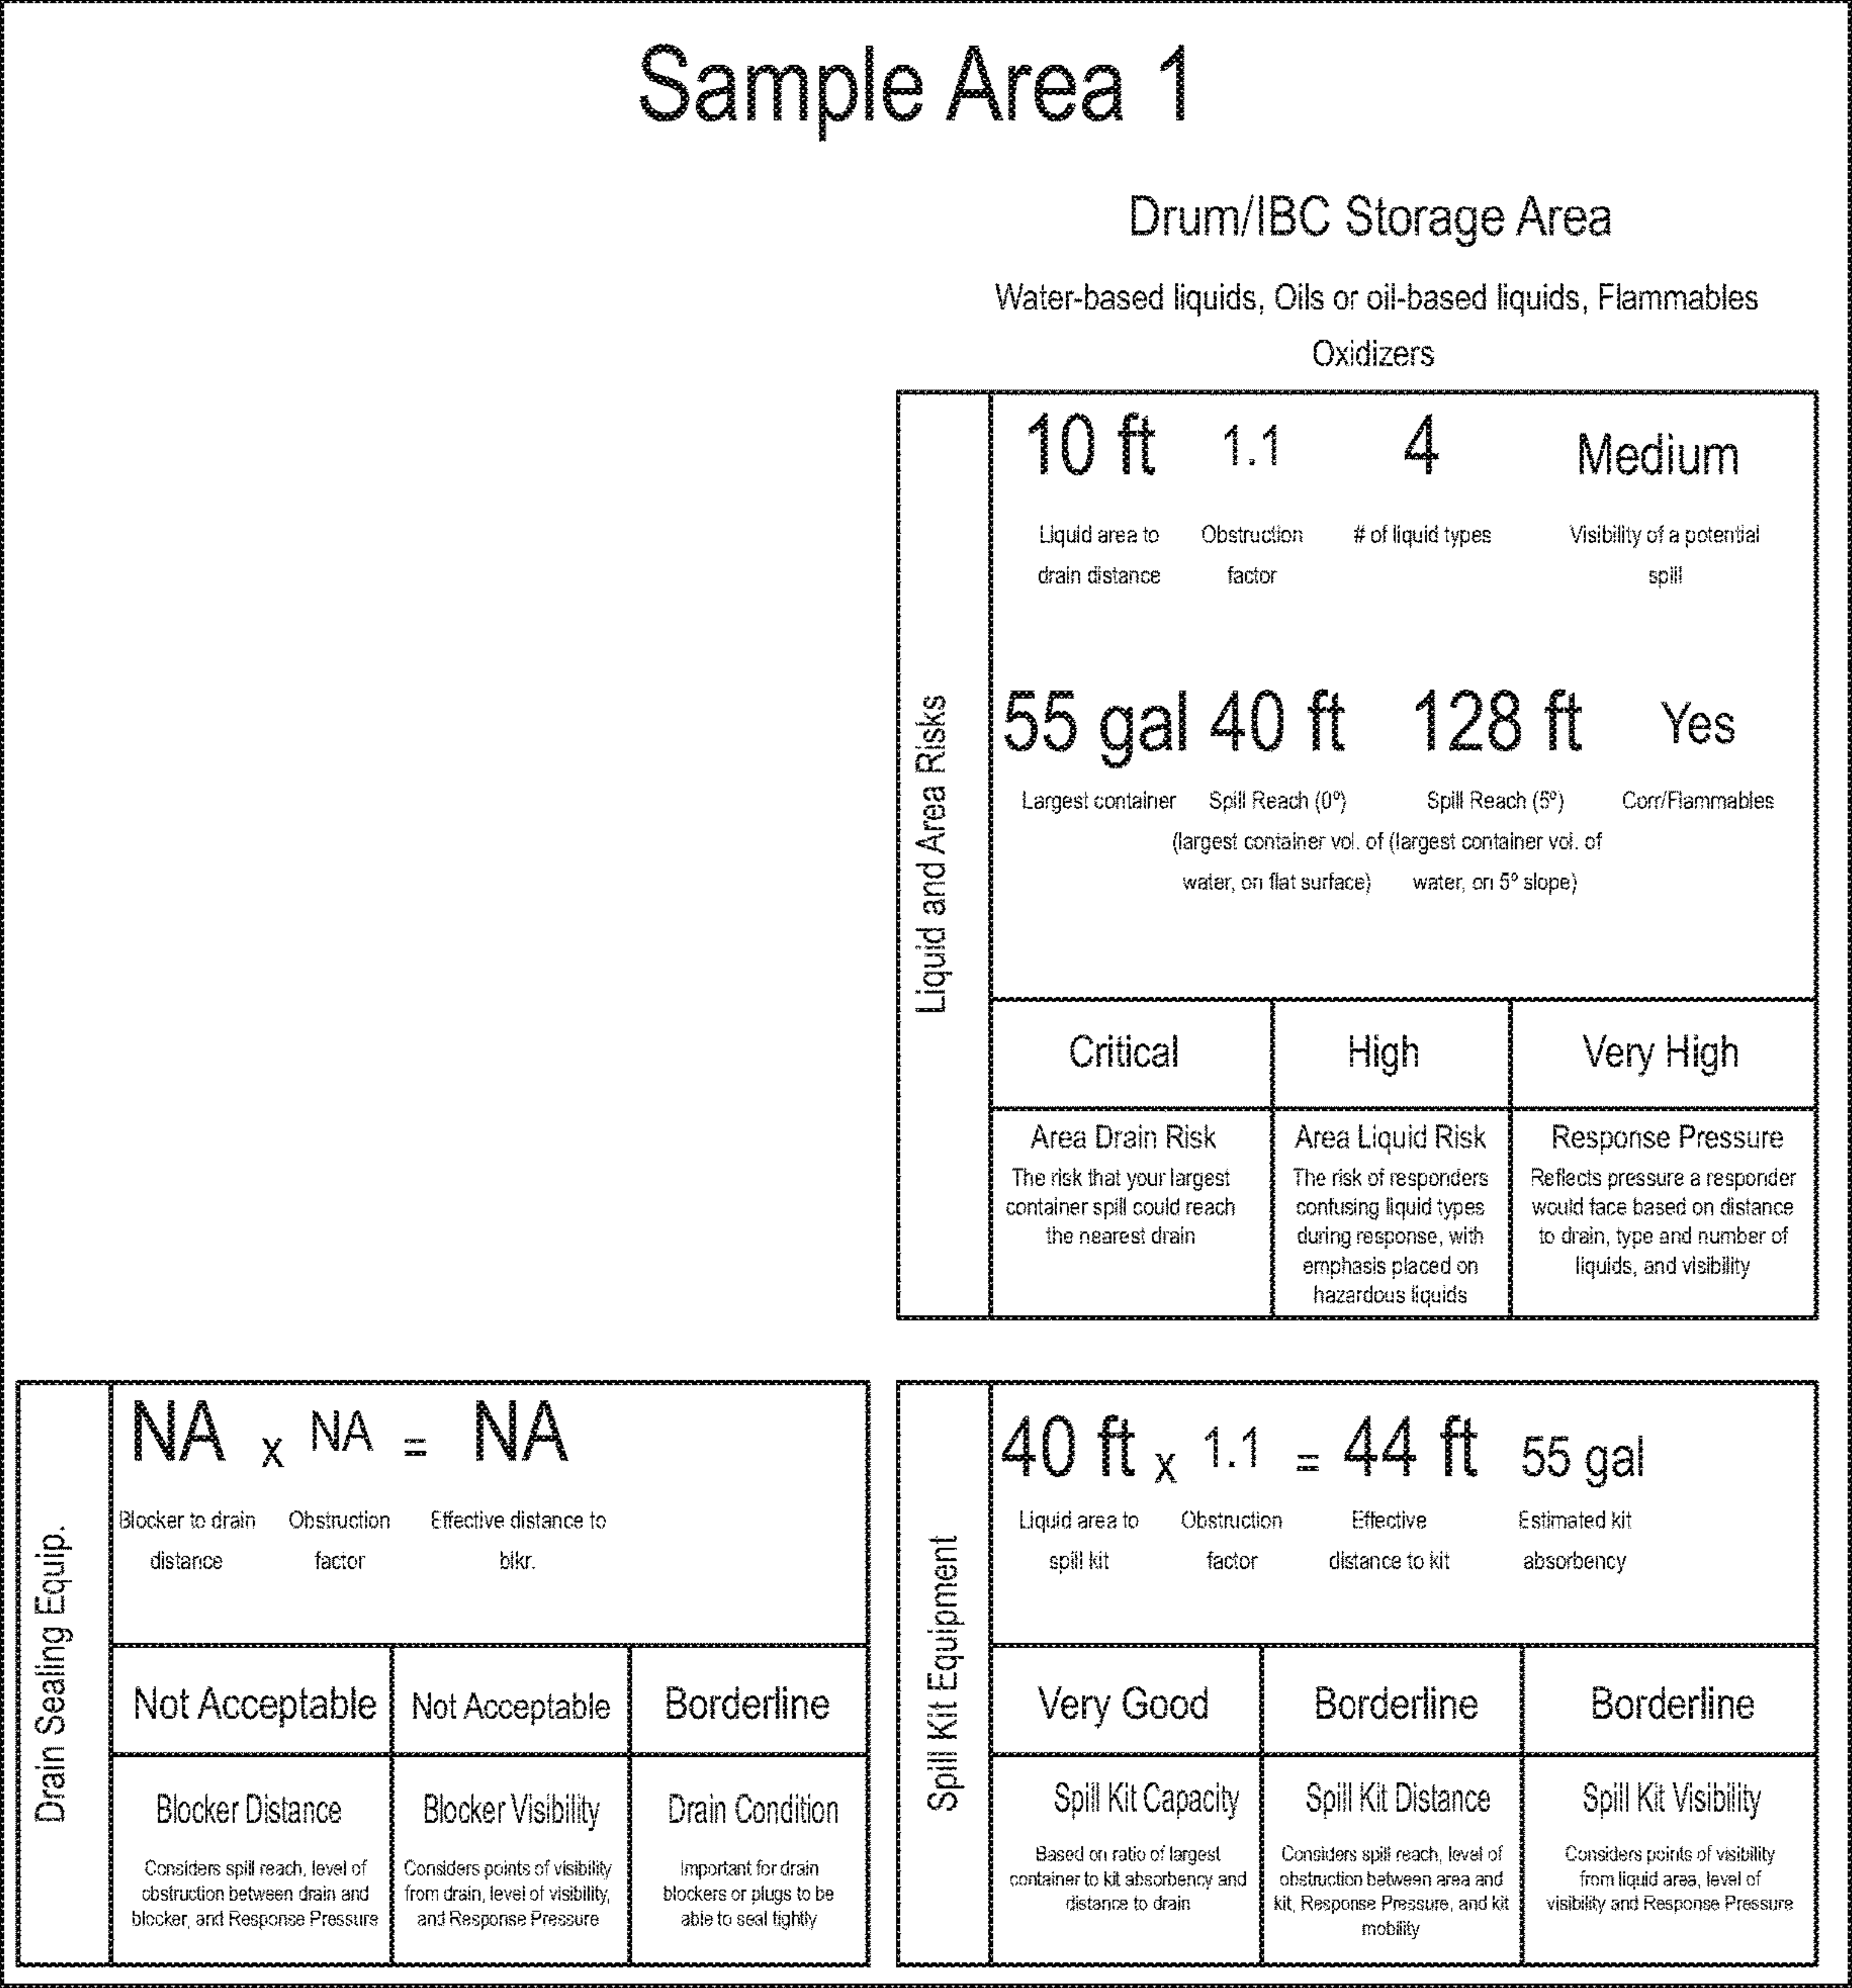 Sample Area 1
Drum/IBC Storage Area
Water-based liquids, Oils or oil-based liquids, Flammables
Oxidizers
Liquid and Area Risks
10 ft 1.1 4 Medium
Liquid area to Obstruction # of liquid types Visibility of a potential
drain distance factor spill
55 gal 40 ft 128 ft Yes
Largest container Spill Reach (0º) Spill Reach (5º) Corr/Flammables
(largest container vol. of (largest container vol. of
water, on flat surface) water, on 5º slope)
Critical High Very High
Area Drain Risk
The risk that your largest
container spill could reach
the nearest drain
Area Liquid Risk
The risk of responders
confusing liquid types
during response, with
emphasis placed on
hazardous liquids
Response Pressure
Reflects pressure a responder
would face based on distance
to drain, type and number of
liquids, and visibility
Drain Sealing Equip.
NA x NA = NA
Blocker to drain Obstruction Effective distance to
distance factor blkr.
Not Acceptable Not Acceptable Borderline
Blocker Distance
Considers spill reach, level of
obstruction between drain and
blocker, and Response Pressure
Blocker Visibility
Considers points of visibility
from drain, level of visibility,
and Response Pressure
Drain Condition
Important for drain
blockers or plugs to be
able to seal tightly
Spill Kit Equipment
40 ft x 1.1 = 44 ft 55 gal
Liquid area to Obstruction Effective Estimated kit
spill kit factor distance to kit absorbency
Very Good Borderline Borderline
Spill Kit Capacity
Based on ratio of largest
container to kit absorbency and
distance to drain
Spill Kit Distance
Considers spill reach, level of
obstruction between area and
kit, Response Pressure, and kit
mobility
Spill Kit Visibility
Considers points of visibility
from liquid area, level of
visibility and Response Pressure